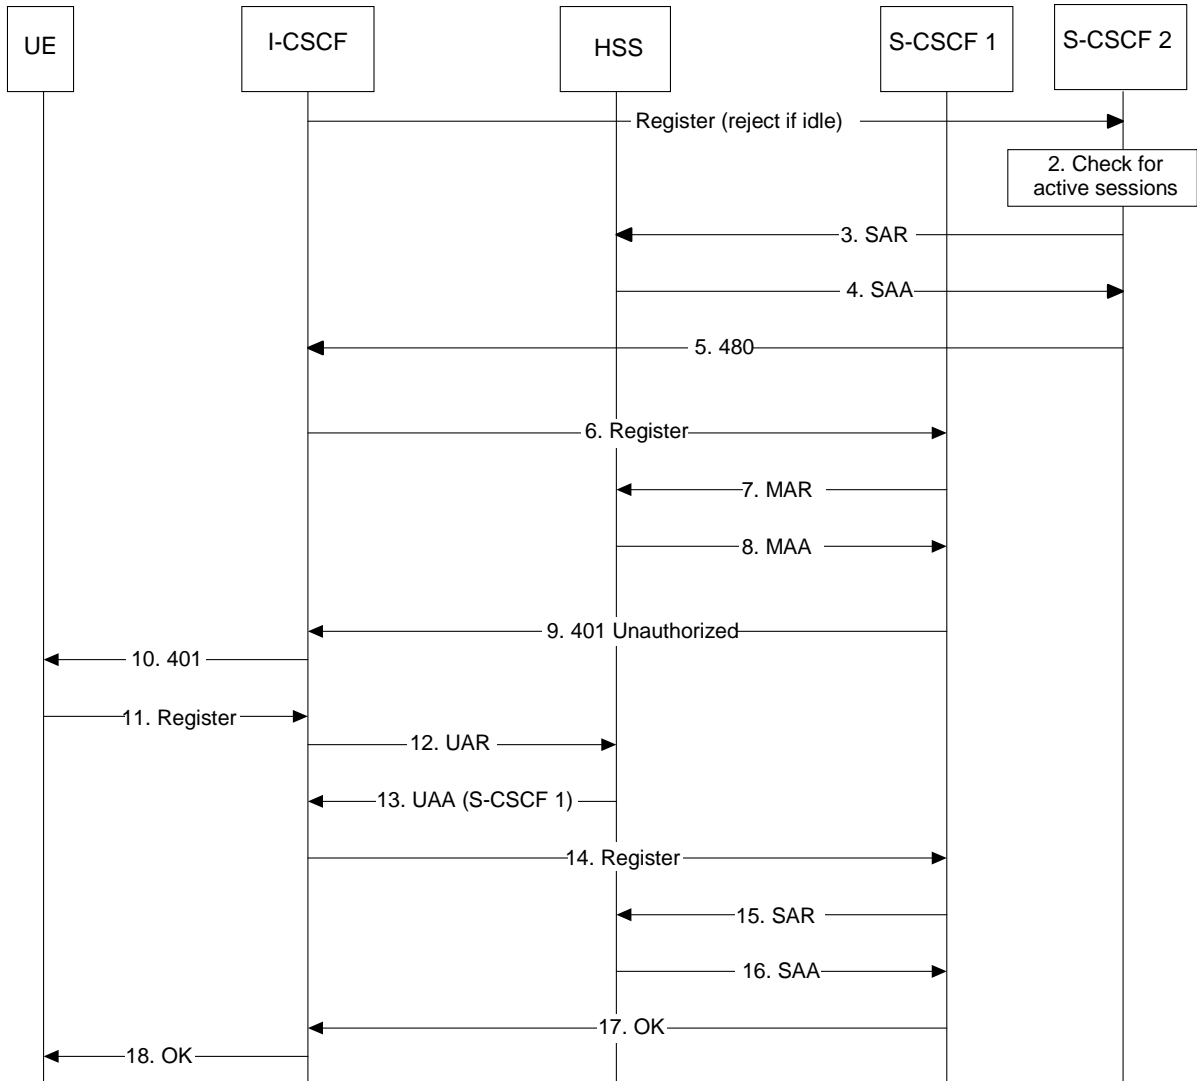 UE
I-CSCF
HSS
S-CSCF 1
S-CSCF 2
Register (reject if idle)
2. Check for
active sessions
3. SAR
4. SAA
5. 480
6. Register
7. MAR
8. MAA
9. 401 Unauthorized
10. 401
11. Register
12. UAR
13. UAA (S-CSCF 1)
14. Register
15. SAR
16. SAA
17. OK
18. OK